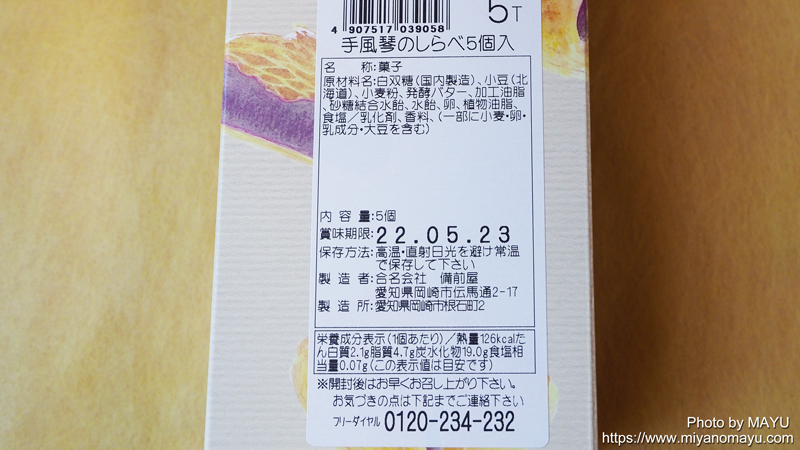 5T
4 907517 039058
手風琴のしらべ5個入
名　　称:菓子
原材料名:白双糖(国内製造)、小豆(北
海道)、小麦粉、発酵バター、加工油脂
、砂糖結合水飴、水飴、卵、植物油脂、
食塩／乳化剤、香料、(一部に小麦・卵・
乳成分・大豆を含む)
内 容 量:5個
賞味期限:22.05.23
保存方法:高温・直射日光を避け常温
で保存して下さい
製 造 者:合名会社　備前屋
愛知県岡崎市伝馬通2-17
製 造 所:愛知県岡崎市根石町2
栄養成分表示(1個あたり)／熱量126kcalた
ん白質2.1g脂質4.7g炭水化物19.0g食塩相
当量0.07g(この表示値は目安です)
※開封後はお早くお召し上がり下さい。
お気づきの点は下記までご連絡下さい
フリーダイヤル 0120-234-232
Photo by MAYU
https://www.miyanomayu.com/